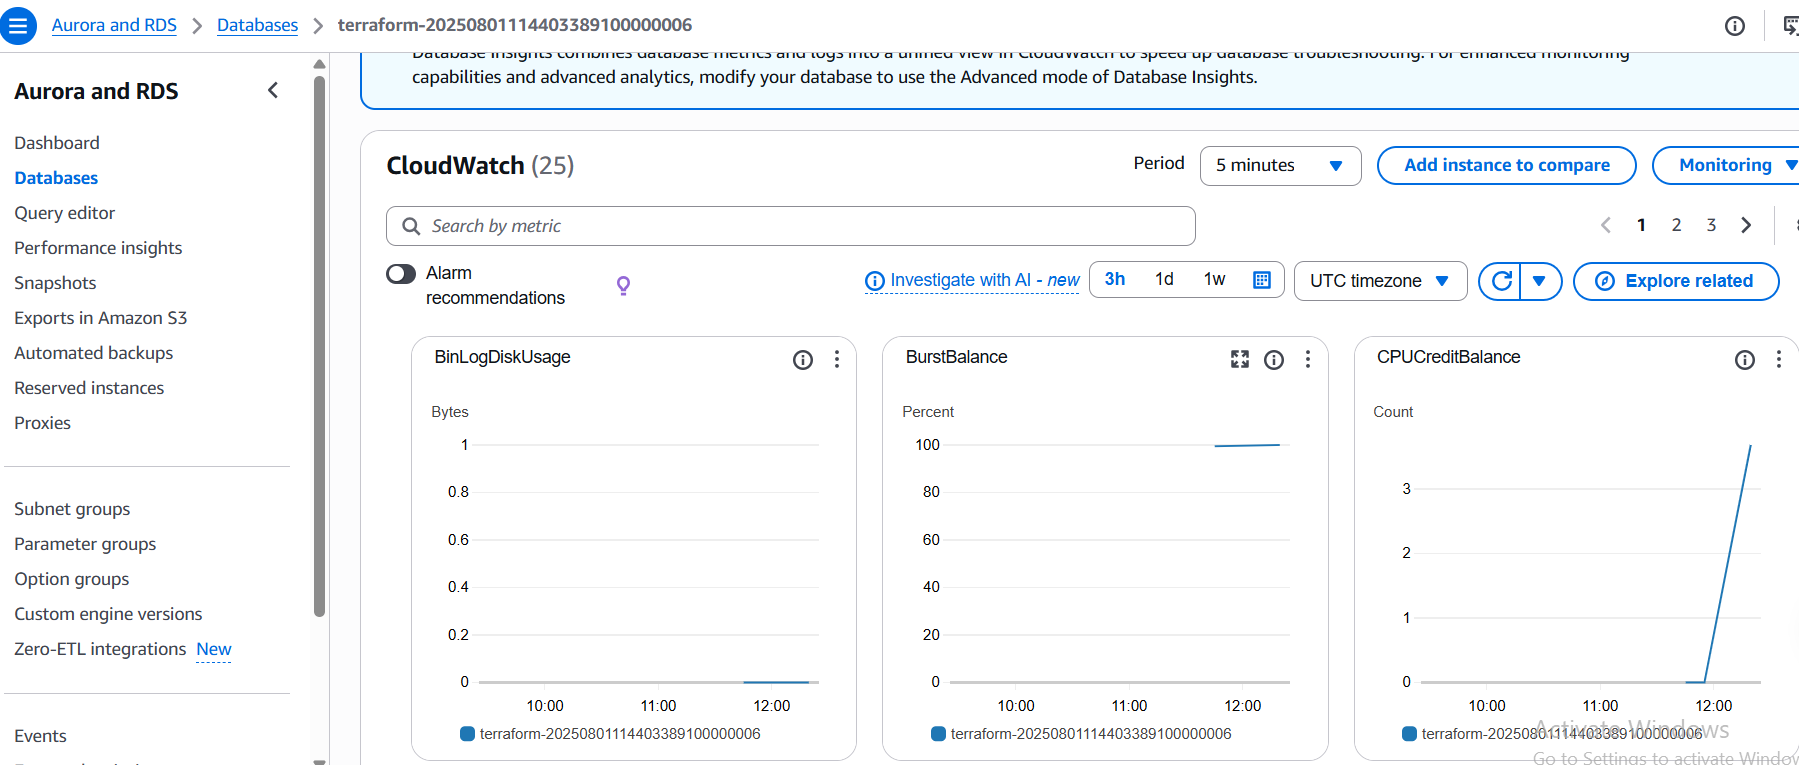 Aurora and RDS > Databases > terraform-20250801114403389100000006
Aurora and RDS
Dashboard
Databases
Query editor
Performance insights
Snapshots
Exports in Amazon S3
Automated backups
Reserved instances
Proxies
Subnet groups
Parameter groups
Option groups
Custom engine versions
Zero-ETL integrations New
Events
Database Insights combines database metrics and logs into a unified view in CloudWatch to speed up database troubleshooting. For enhanced monitoring
capabilities and advanced analytics, modify your database to use the Advanced mode of Database Insights.
CloudWatch (25)
Period
5 minutes
Add instance to compare
Monitoring
Search by metric
1 2 3
Alarm
recommendations
Investigate with AI - new
3h 1d 1w
UTC timezone
Explore related
BinLogDiskUsage
Bytes
1
0.8
0.6
0.4
0.2
0
10:00 11:00 12:00
terraform-20250801114403389100000006
BurstBalance
Percent
100
80
60
40
20
0
10:00 11:00 12:00
terraform-20250801114403389100000006
CPUCreditBalance
Count
3
2
1
0
10:00 11:00 12:00
terraform-20250801114403389100000006
Activate Windows
Go to Settings to activate Windows